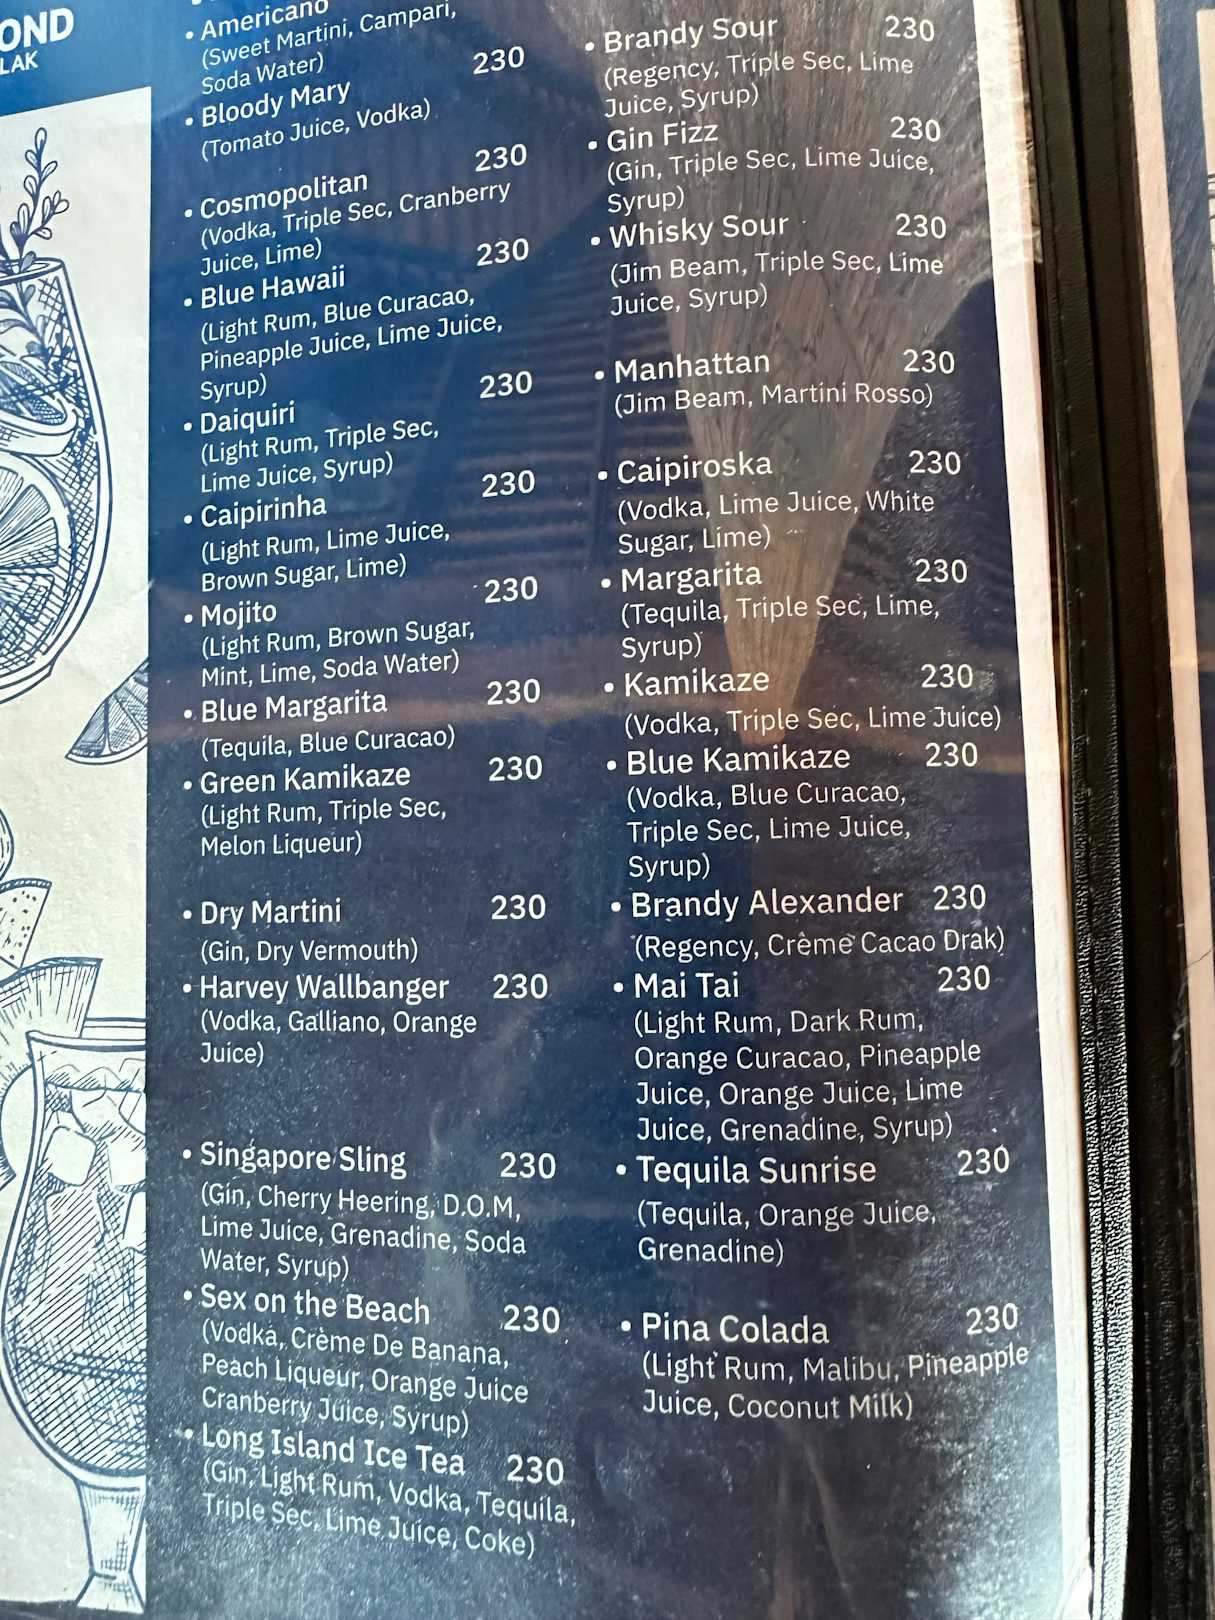 OND
LAK
• Americano
(Sweet Martini, Campari,
Soda Water)
• Bloody Mary 230
(Tomato Juice, Vodka)
• Cosmopolitan 230
(Vodka, Triple Sec, Cranberry
Juice, Lime)
• Blue Hawaii 230
(Light Rum, Blue Curacao,
Pineapple Juice, Lime Juice,
Syrup)
• Daiquiri 230
(Light Rum, Triple Sec,
Lime Juice, Syrup)
• Caipirinha 230
(Light Rum, Lime Juice,
Brown Sugar, Lime)
• Mojito 230
(Light Rum, Brown Sugar,
Mint, Lime, Soda Water)
• Blue Margarita 230
(Tequila, Blue Curacao)
• Green Kamikaze 230
(Light Rum, Triple Sec,
Melon Liqueur)
• Dry Martini 230
(Gin, Dry Vermouth)
• Harvey Wallbanger 230
(Vodka, Galliano, Orange
Juice)
• Singapore Sling 230
(Gin, Cherry Heering, D.O.M,
Lime Juice, Grenadine, Soda
Water, Syrup)
• Sex on the Beach 230
(Vodka, Crème De Banana,
Peach Liqueur, Orange Juice
Cranberry Juice, Syrup)
• Long Island Ice Tea 230
(Gin, Light Rum, Vodka, Tequila,
Triple Sec, Lime Juice, Coke)
• Brandy Sour 230
(Regency, Triple Sec, Lime
Juice, Syrup)
• Gin Fizz 230
(Gin, Triple Sec, Lime Juice,
Syrup)
• Whisky Sour 230
(Jim Beam, Triple Sec, Lime
Juice, Syrup)
• Manhattan 230
(Jim Beam, Martini Rosso)
• Caipiroska 230
(Vodka, Lime Juice, White
Sugar, Lime)
• Margarita 230
(Tequila, Triple Sec, Lime,
Syrup)
• Kamikaze 230
(Vodka, Triple Sec, Lime Juice)
• Blue Kamikaze 230
(Vodka, Blue Curacao,
Triple Sec, Lime Juice,
Syrup)
• Brandy Alexander 230
(Regency, Crème Cacao Drak)
• Mai Tai 230
(Light Rum, Dark Rum,
Orange Curacao, Pineapple
Juice, Orange Juice, Lime
Juice, Grenadine, Syrup)
• Tequila Sunrise 230
(Tequila, Orange Juice,
Grenadine)
• Pina Colada 230
(Light Rum, Malibu, Pineapple
Juice, Coconut Milk)